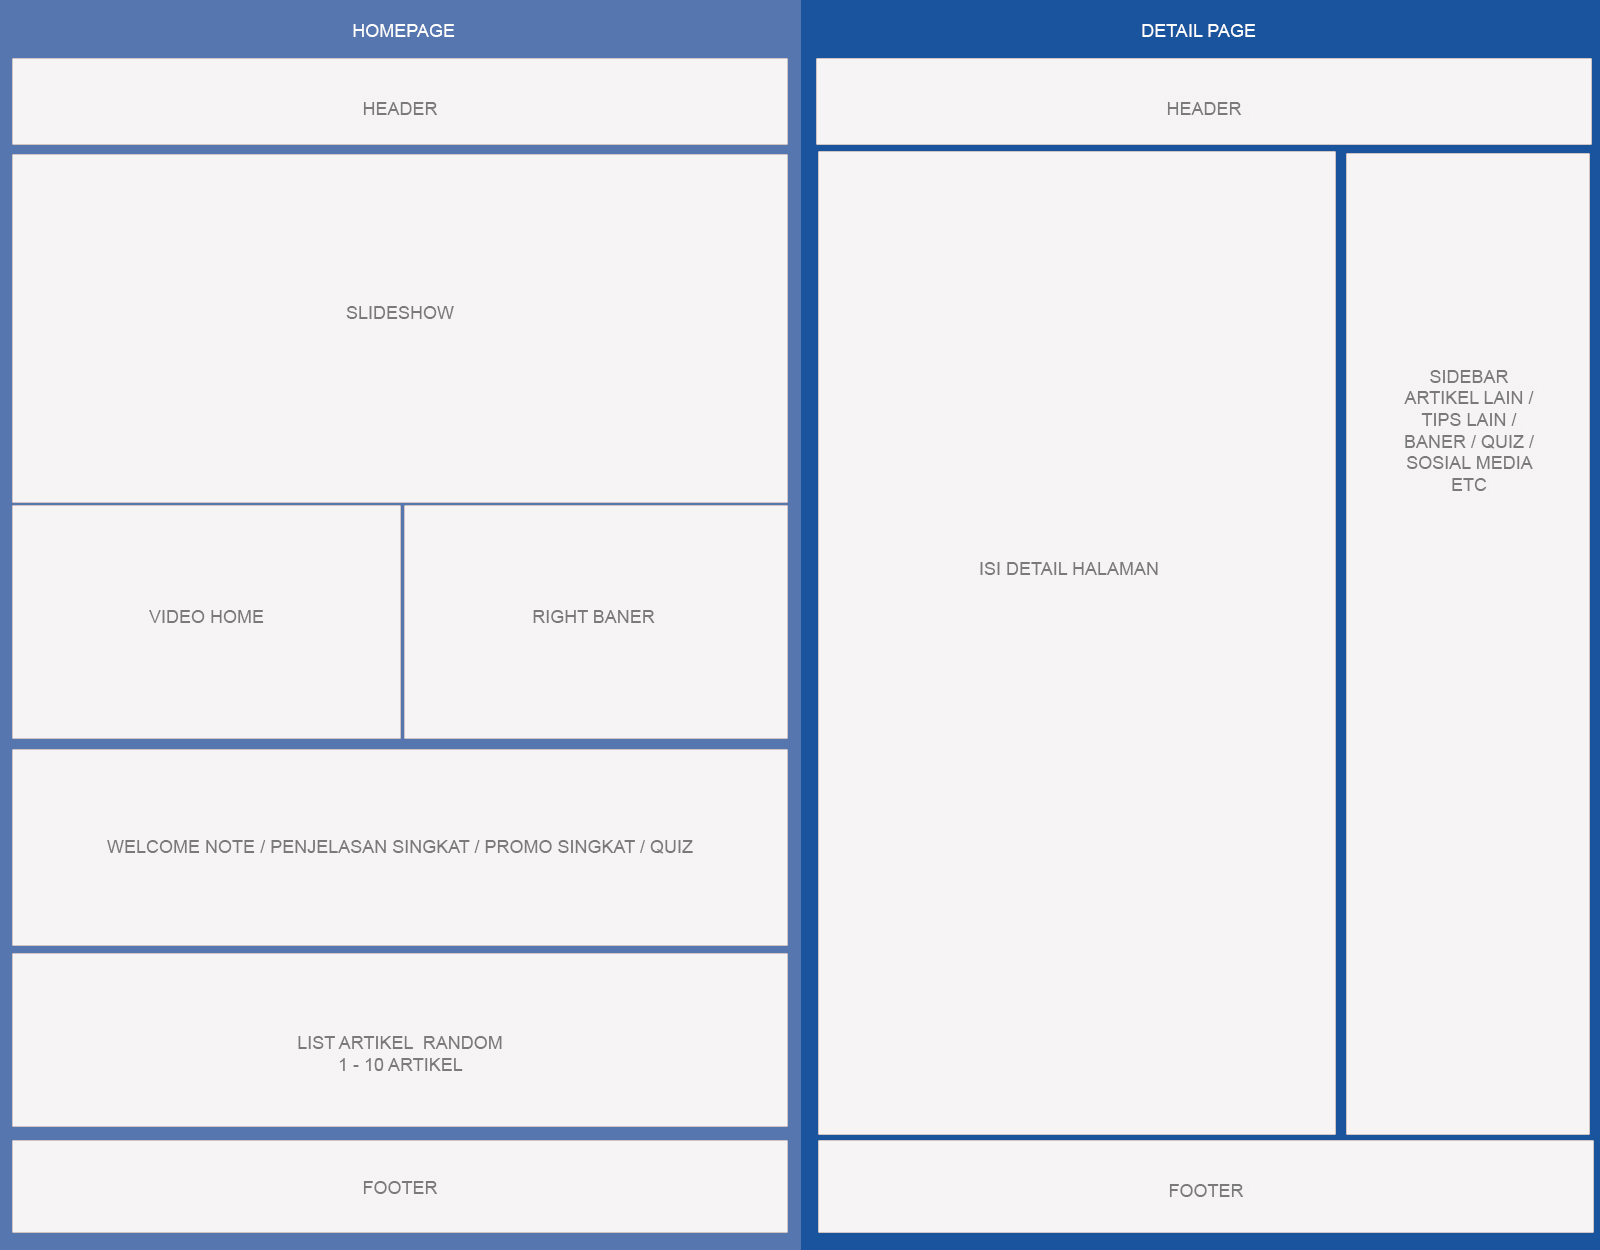 HOMEPAGE
HEADER
SLIDESHOW
VIDEO HOME
RIGHT BANER
WELCOME NOTE / PENJELASAN SINGKAT / PROMO SINGKAT / QUIZ
LIST ARTIKEL  RANDOM
1 - 10 ARTIKEL
FOOTER
DETAIL PAGE
HEADER
ISI DETAIL HALAMAN
SIDEBAR
ARTIKEL LAIN /
TIPS LAIN /
BANER / QUIZ /
SOSIAL MEDIA
ETC
FOOTER